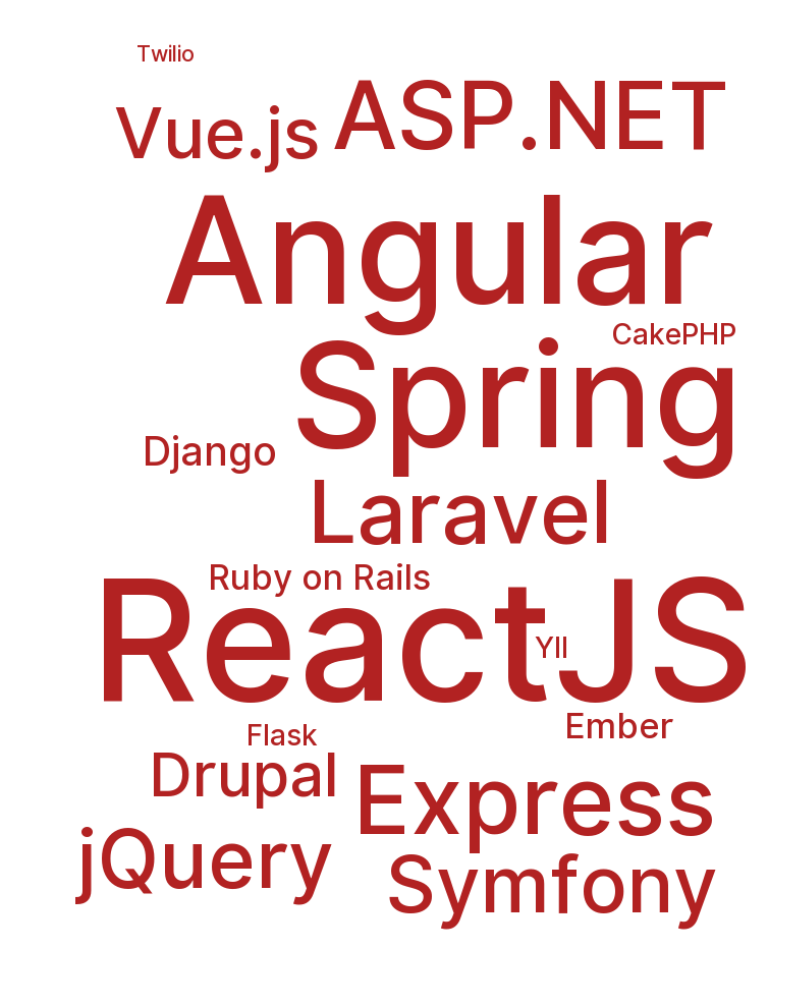 Twilio
Vue.js
ASP.NET
Angular
CakePHP
Spring
Django
Laravel
Ruby on Rails
ReactJS
YII
Ember
Flask
Drupal
Express
jQuery
Symfony